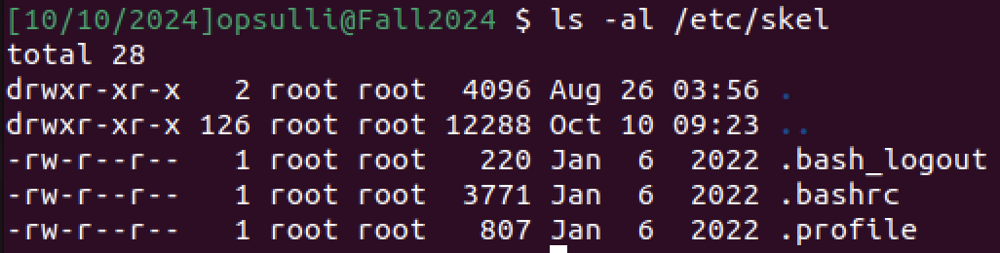 [10/10/2024]opsulli@Fall2024 $ ls -al /etc/skel
total 28
drwxr-xr-x   2 root root  4096 Aug 26 03:56 .
drwxr-xr-x 126 root root 12288 Oct 10 09:23 ..
-rw-r--r--   1 root root   220 Jan  6  2022 .bash_logout
-rw-r--r--   1 root root  3771 Jan  6  2022 .bashrc
-rw-r--r--   1 root root   807 Jan  6  2022 .profile